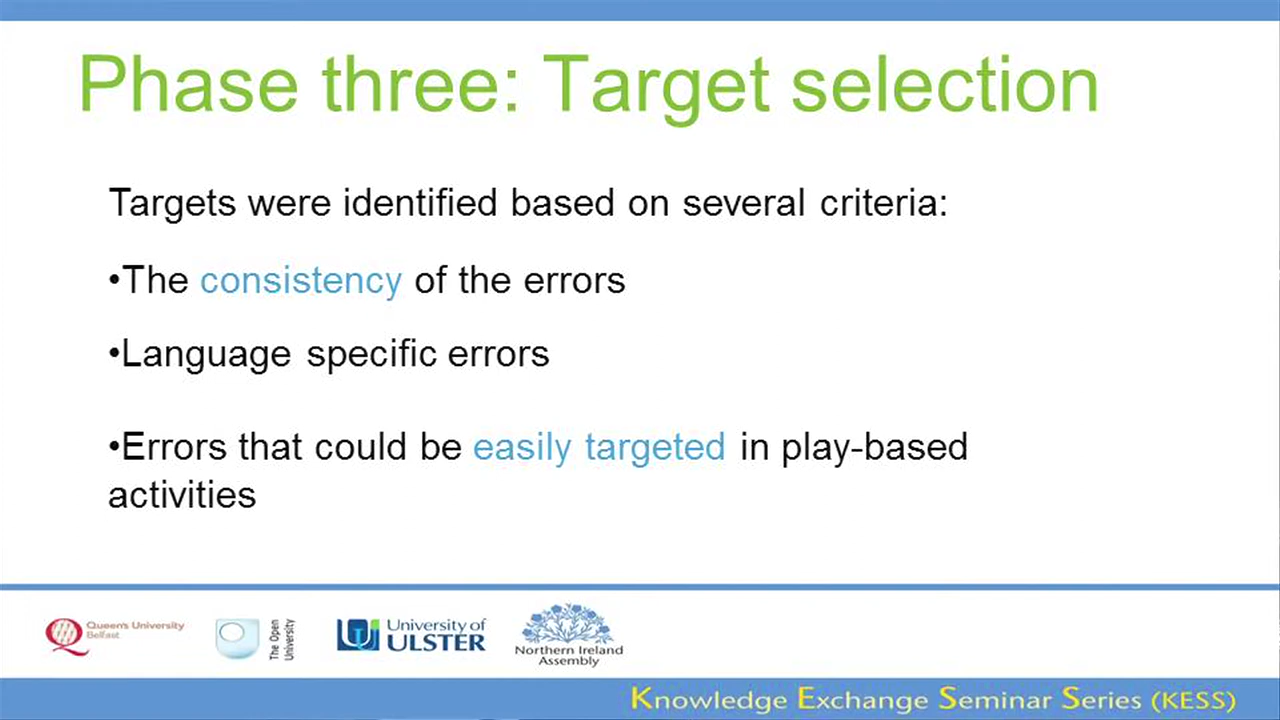 Phase three: Target selection
Targets were identified based on several criteria:
•The consistency of the errors
•Language specific errors
•Errors that could be easily targeted in play-based
activities
Queen's University
Belfast
The Open
University
University of
ULSTER
Northern Ireland
Assembly
Knowledge Exchange Seminar Series (KESS)